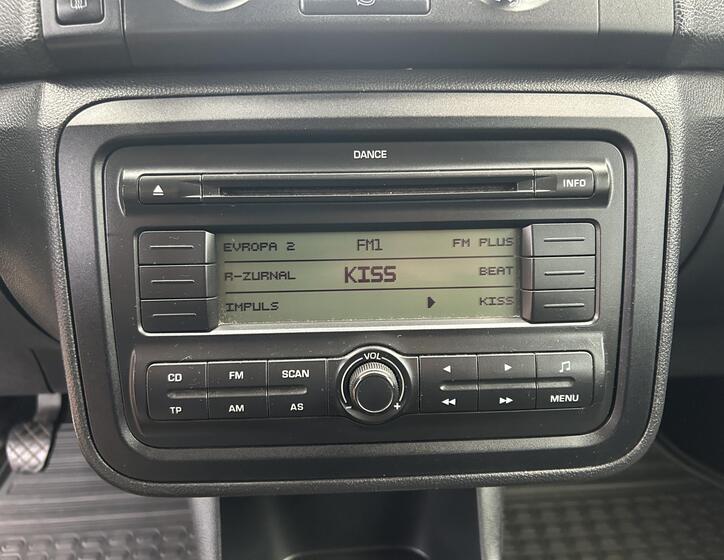 DANCE
INFO
EVROPA 2 FM1 FM PLUS
R-ZURNAL KISS BEAT
IMPULS KISS
CD FM SCAN VOL
TP AM AS - + MENU